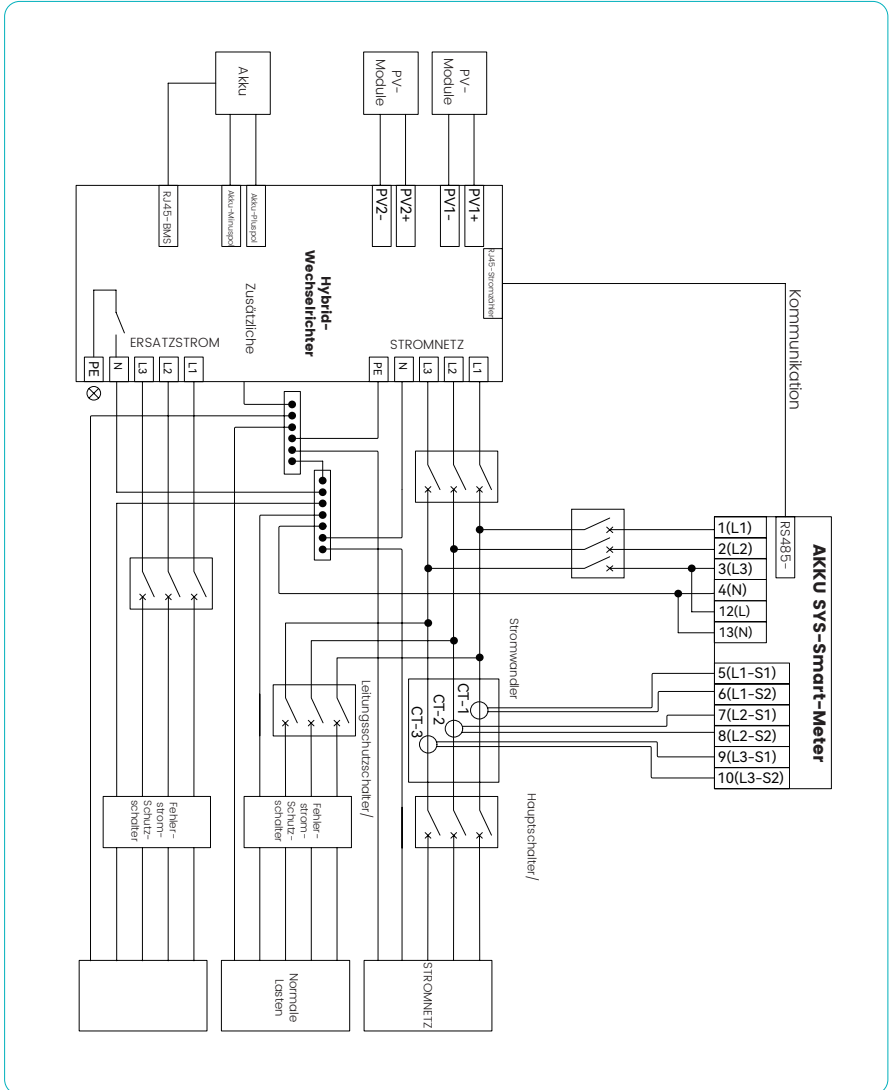 Akku
PV-
Module
PV-
Module
RJ45-BMS
Akku-Minuspol
Akku-Pluspol
PV2-
PV2+
PV1-
PV1+
RJ45-Stromzähler
Hybrid-
Wechselrichter
Zusätzliche
ERSATZSTROM
STROMNETZ
PE
N
L3
L2
L1
PE
N
L3
L2
L1
Kommunikation
AKKU SYS-Smart-Meter
RS485-
1(L1)
2(L2)
3(L3)
4(N)
12(L)
13(N)
5(L1-S1)
6(L1-S2)
7(L2-S1)
8(L2-S2)
9(L3-S1)
10(L3-S2)
Stromwandler
CT-1
CT-2
CT-3
Leitungsschutzschalter/
Hauptschalter/
Fehler-
strom-
Schutz-
schalter
Fehler-
strom-
Schutz-
schalter
Normale
Lasten
STROMNETZ